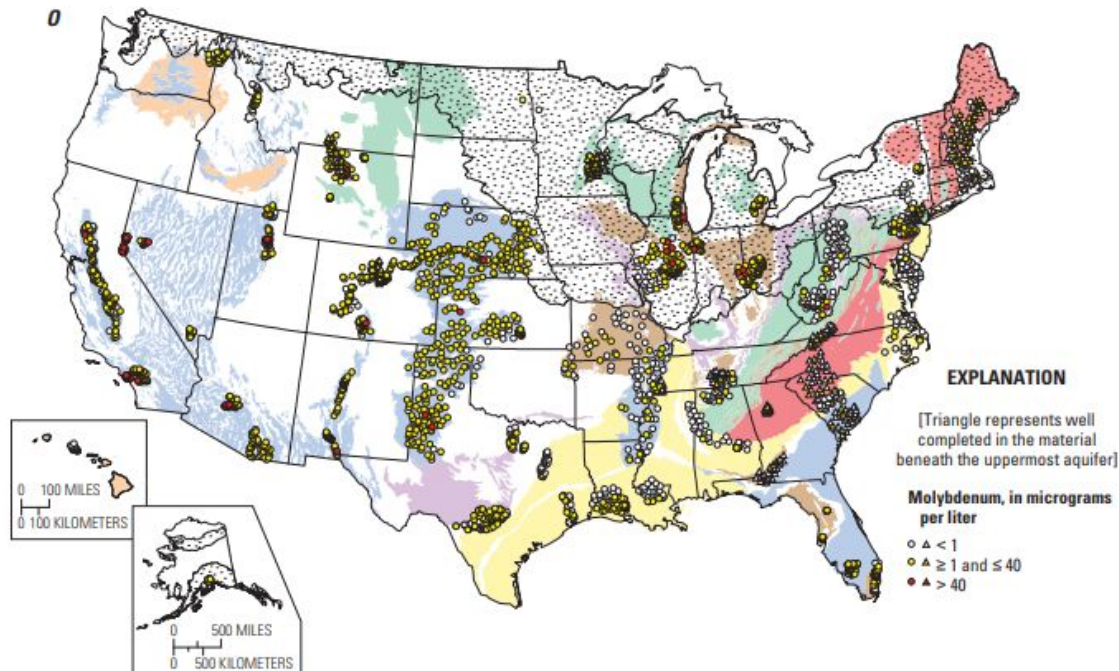 O
EXPLANATION
[Triangle represents well
completed in the material
beneath the uppermost aquifer]
Molybdenum, in micrograms
per liter
< 1
≥ 1 and ≤ 40
> 40
0 100 MILES
0 100 KILOMETERS
0 500 MILES
0 500 KILOMETERS